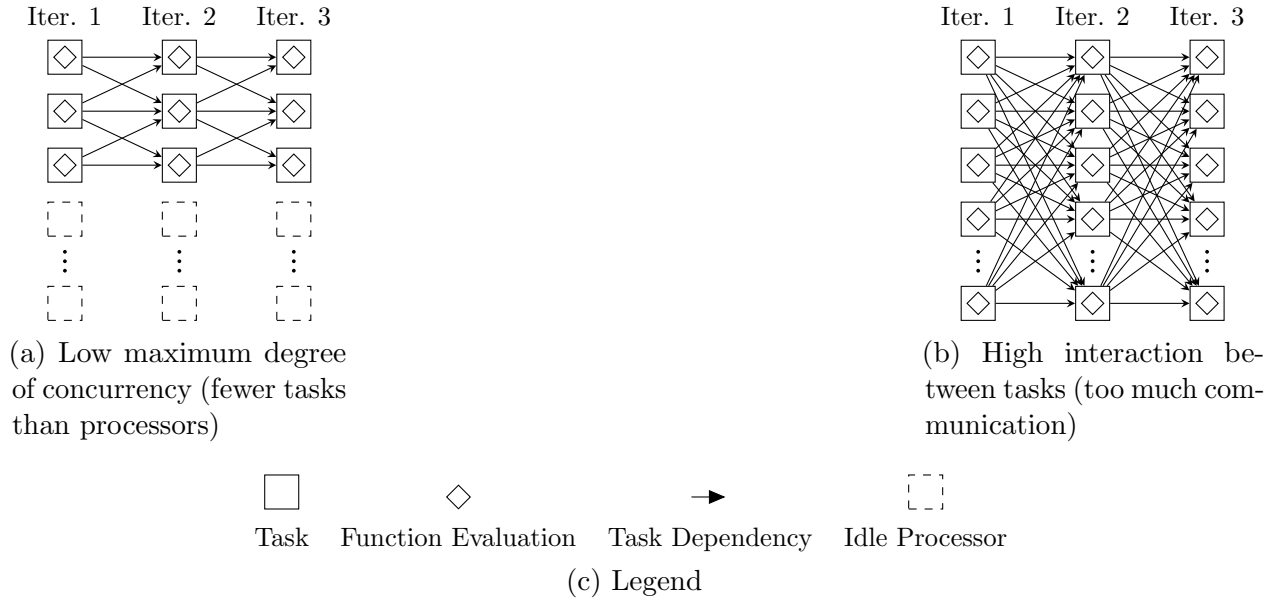 Iter. 1 Iter. 2 Iter. 3
(a) Low maximum degree
of concurrency (fewer tasks
than processors)
Iter. 1 Iter. 2 Iter. 3
(b) High interaction be-
tween tasks (too much com-
munication)
Task Function Evaluation Task Dependency Idle Processor
(c) Legend